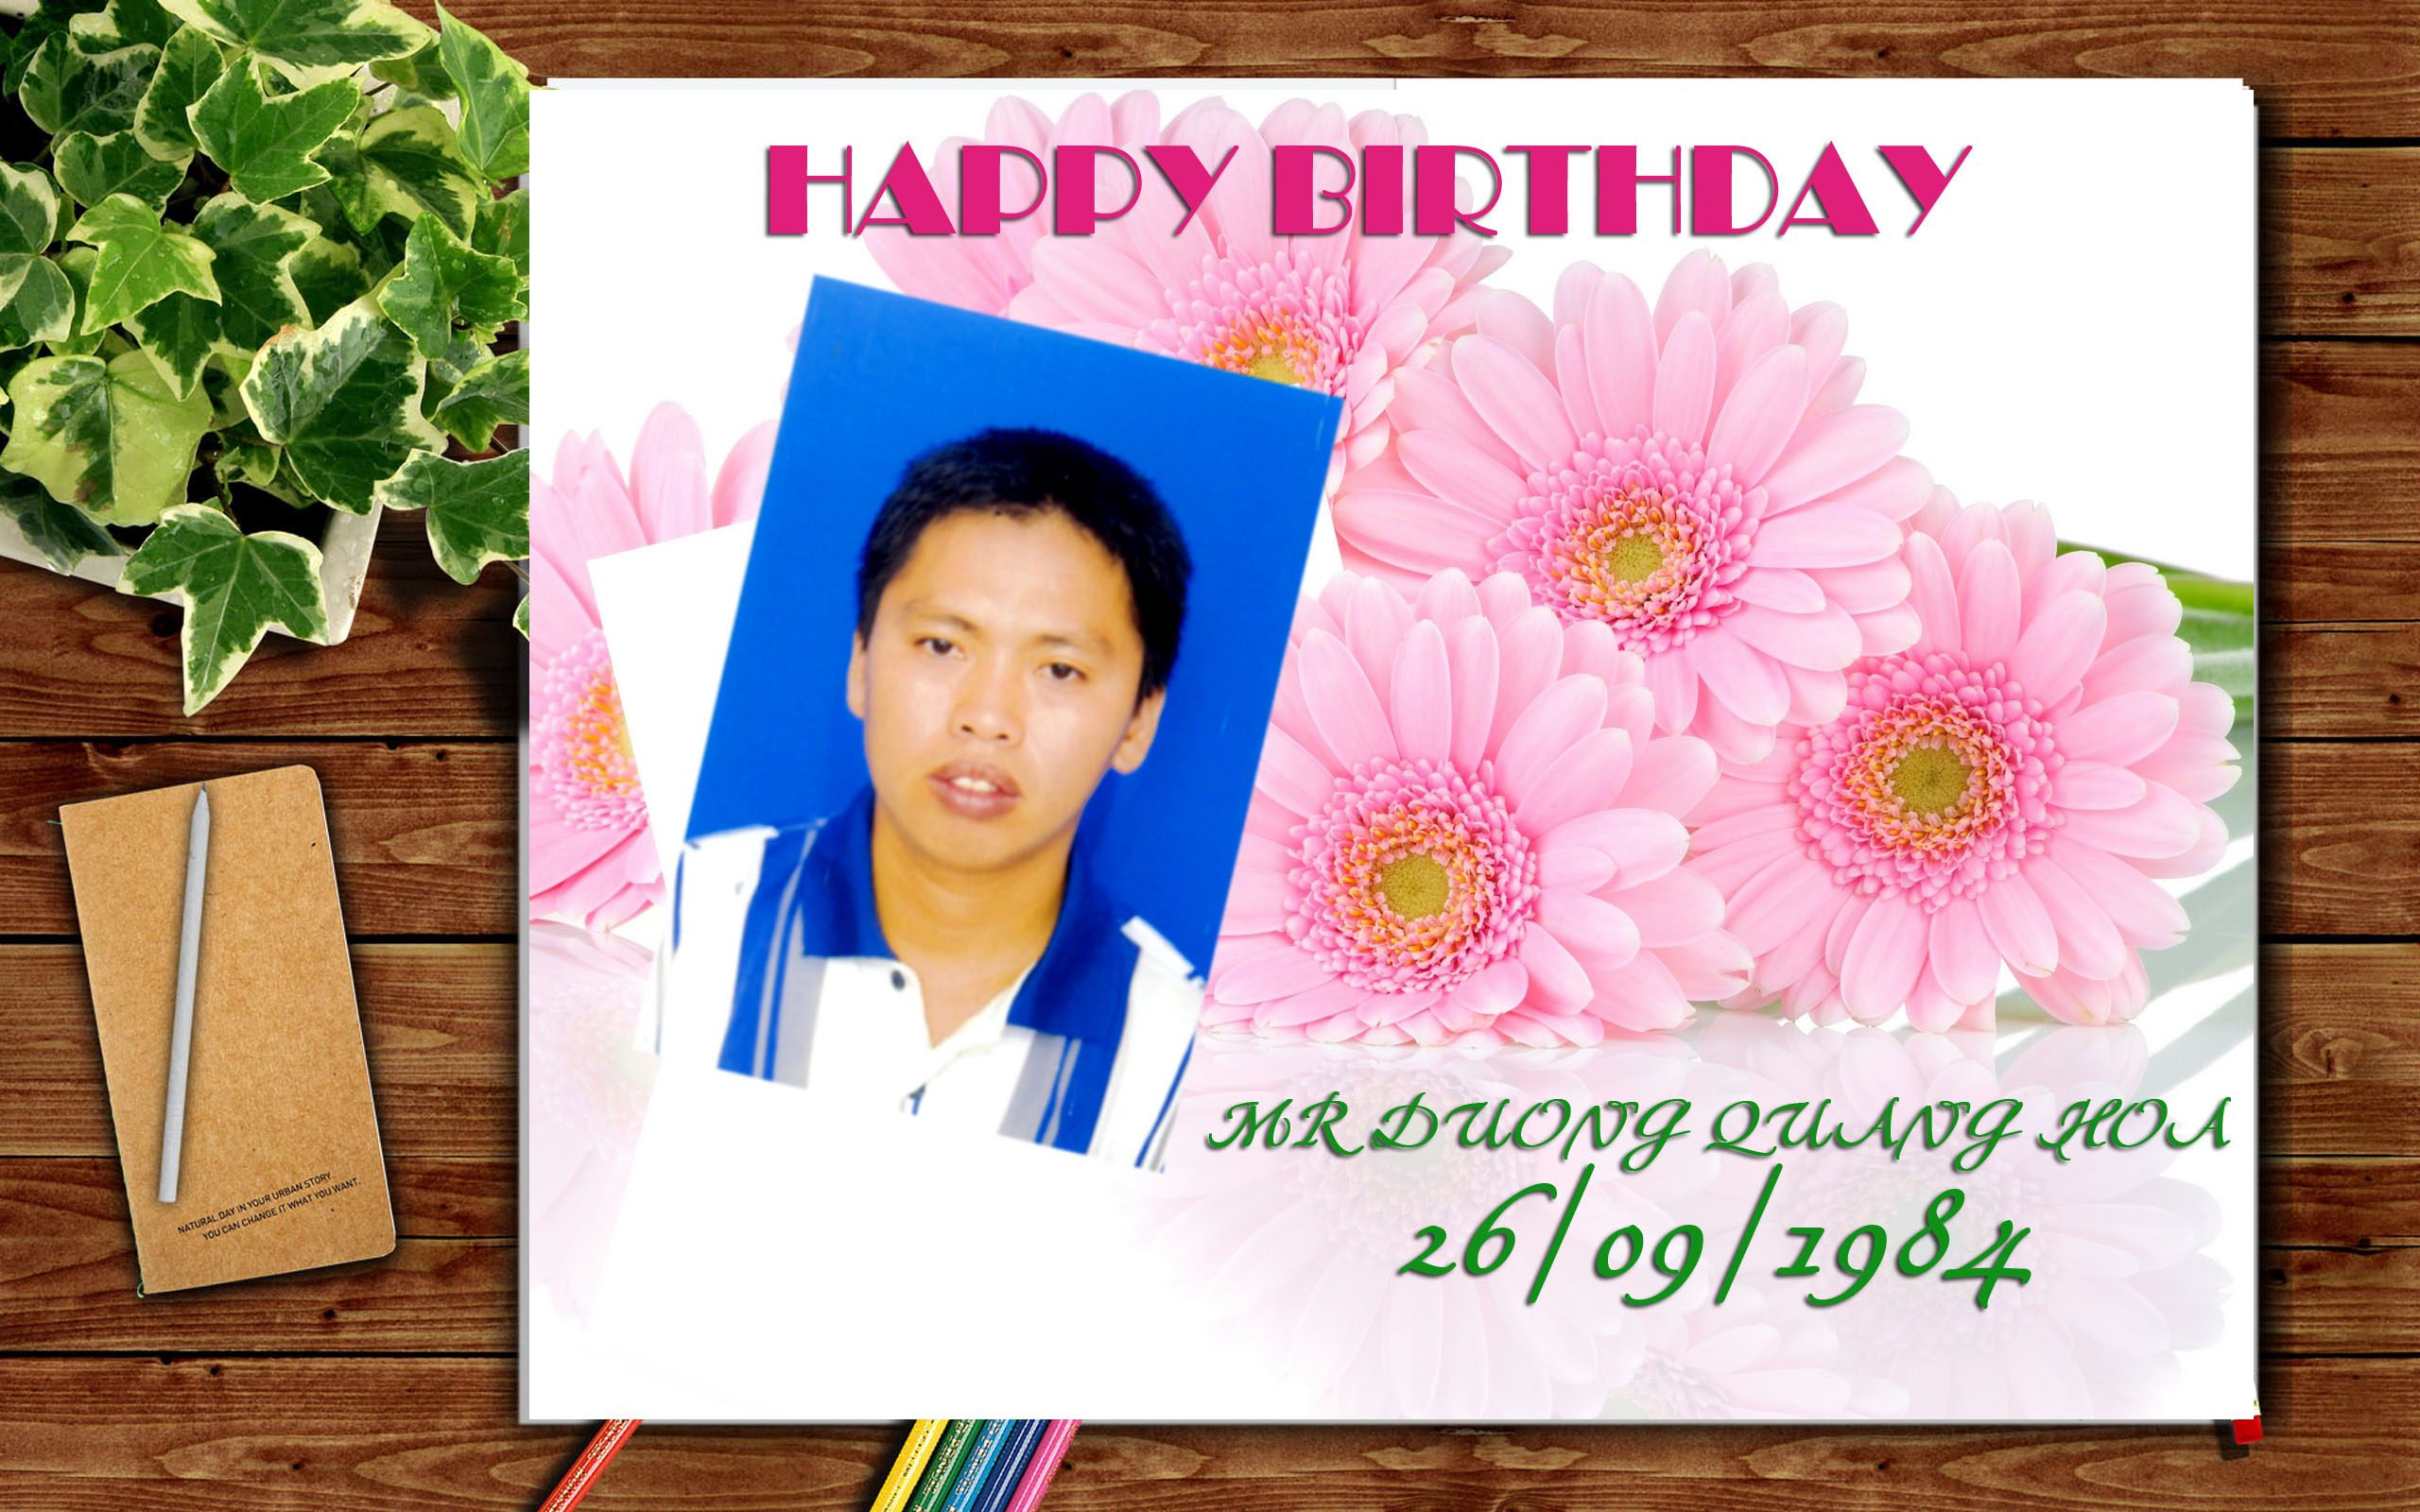 HAPPY BIRTHDAY
MR DUONG QUANG HOA
26/09/1984
NATURAL DAY IN YOUR URBAN STORY
YOU CAN CHANGE IT WHAT YOU WANT.